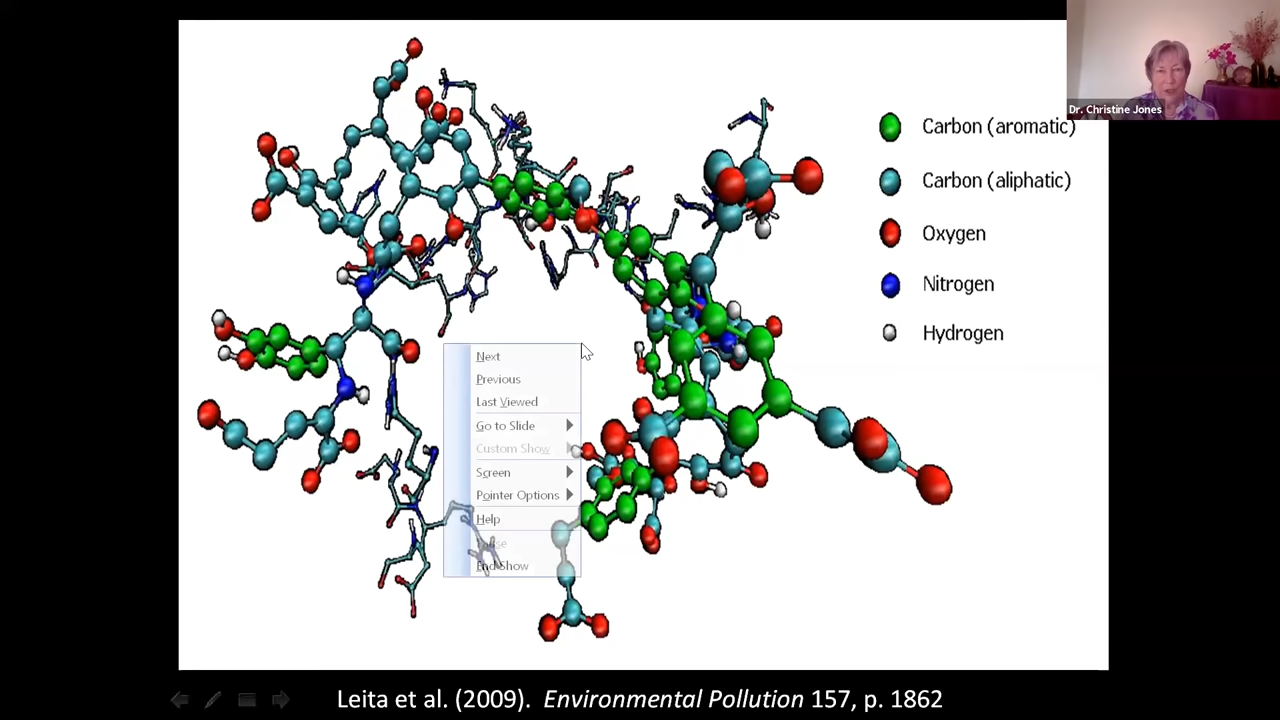 Dr. Christine Jones
Carbon (aromatic)
Carbon (aliphatic)
Oxygen
Nitrogen
Hydrogen
Next
Previous
Last Viewed
Go to Slide
Custom Show
Screen
Pointer Options
Help
Pause
End Show
Leita et al. (2009). Environmental Pollution 157, p. 1862